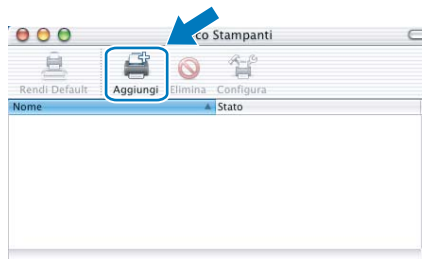 co Stampanti
Rendi Default Aggiungi Elimina Configura
Nome Stato